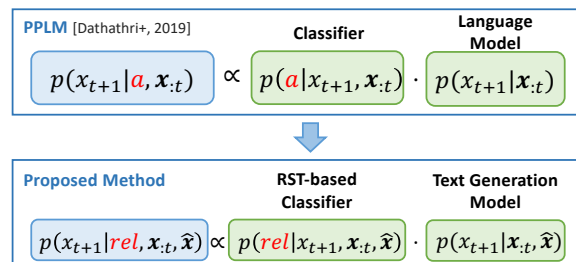 PPLM [Dathathri+, 2019]
Classifier
Language
Model
p(x_{t+1}|a, x_{:t}) ∝ p(a|x_{t+1}, x_{:t}) · p(x_{t+1}|x_{:t})
Proposed Method
RST-based
Classifier
Text Generation
Model
p(x_{t+1}|rel, x_{:t}, x̂) ∝ p(rel|x_{t+1}, x_{:t}, x̂) · p(x_{t+1}|x_{:t}, x̂)